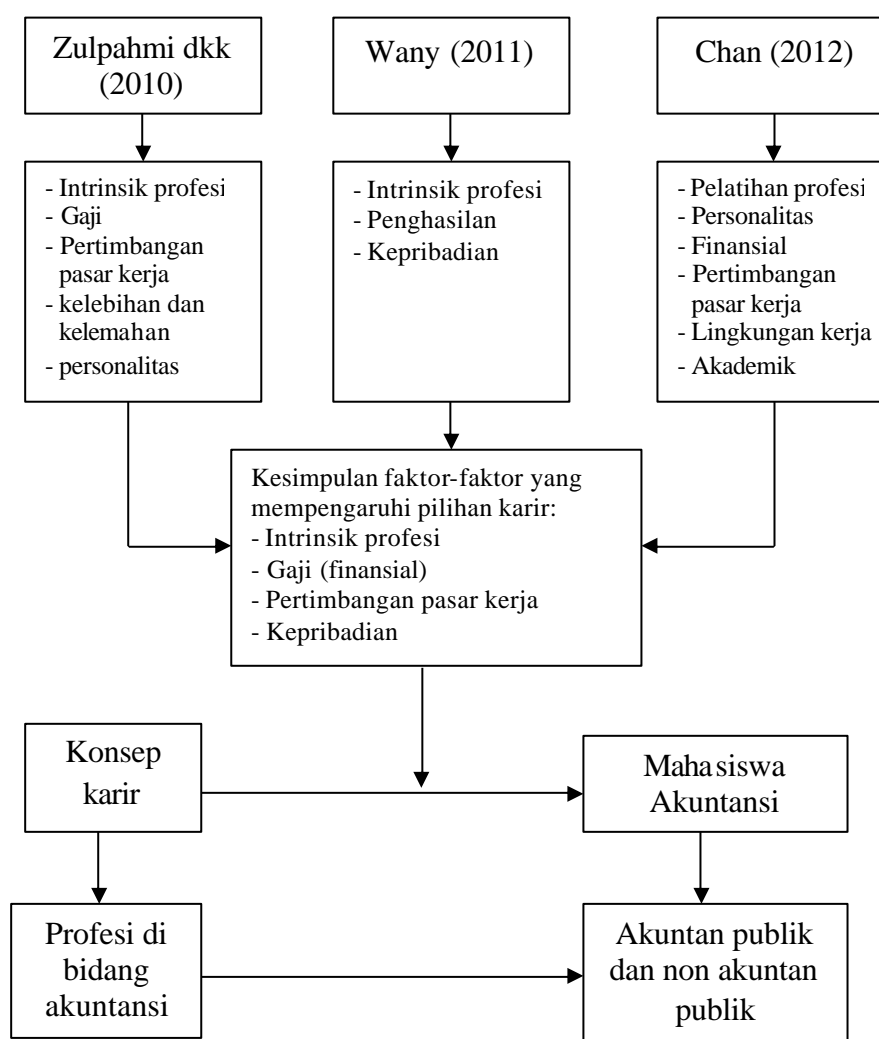 Zulpahmi dkk
(2010)
Wany (2011)
Chan (2012)
- Intrinsik profesi
- Gaji
- Pertimbangan
pasar kerja
- kelebihan dan
kelemahan
- personalitas
- Intrinsik profesi
- Penghasilan
- Kepribadian
- Pelatihan profesi
- Personalitas
- Finansial
- Pertimbangan
pasar kerja
- Lingkungan kerja
- Akademik
Kesimpulan faktor-faktor yang
mempengaruhi pilihan karir:
- Intrinsik profesi
- Gaji (finansial)
- Pertimbangan pasar kerja
- Kepribadian
Konsep
karir
Mahasiswa
Akuntansi
Profesi di
bidang
akuntansi
Akuntan publik
dan non akuntan
publik